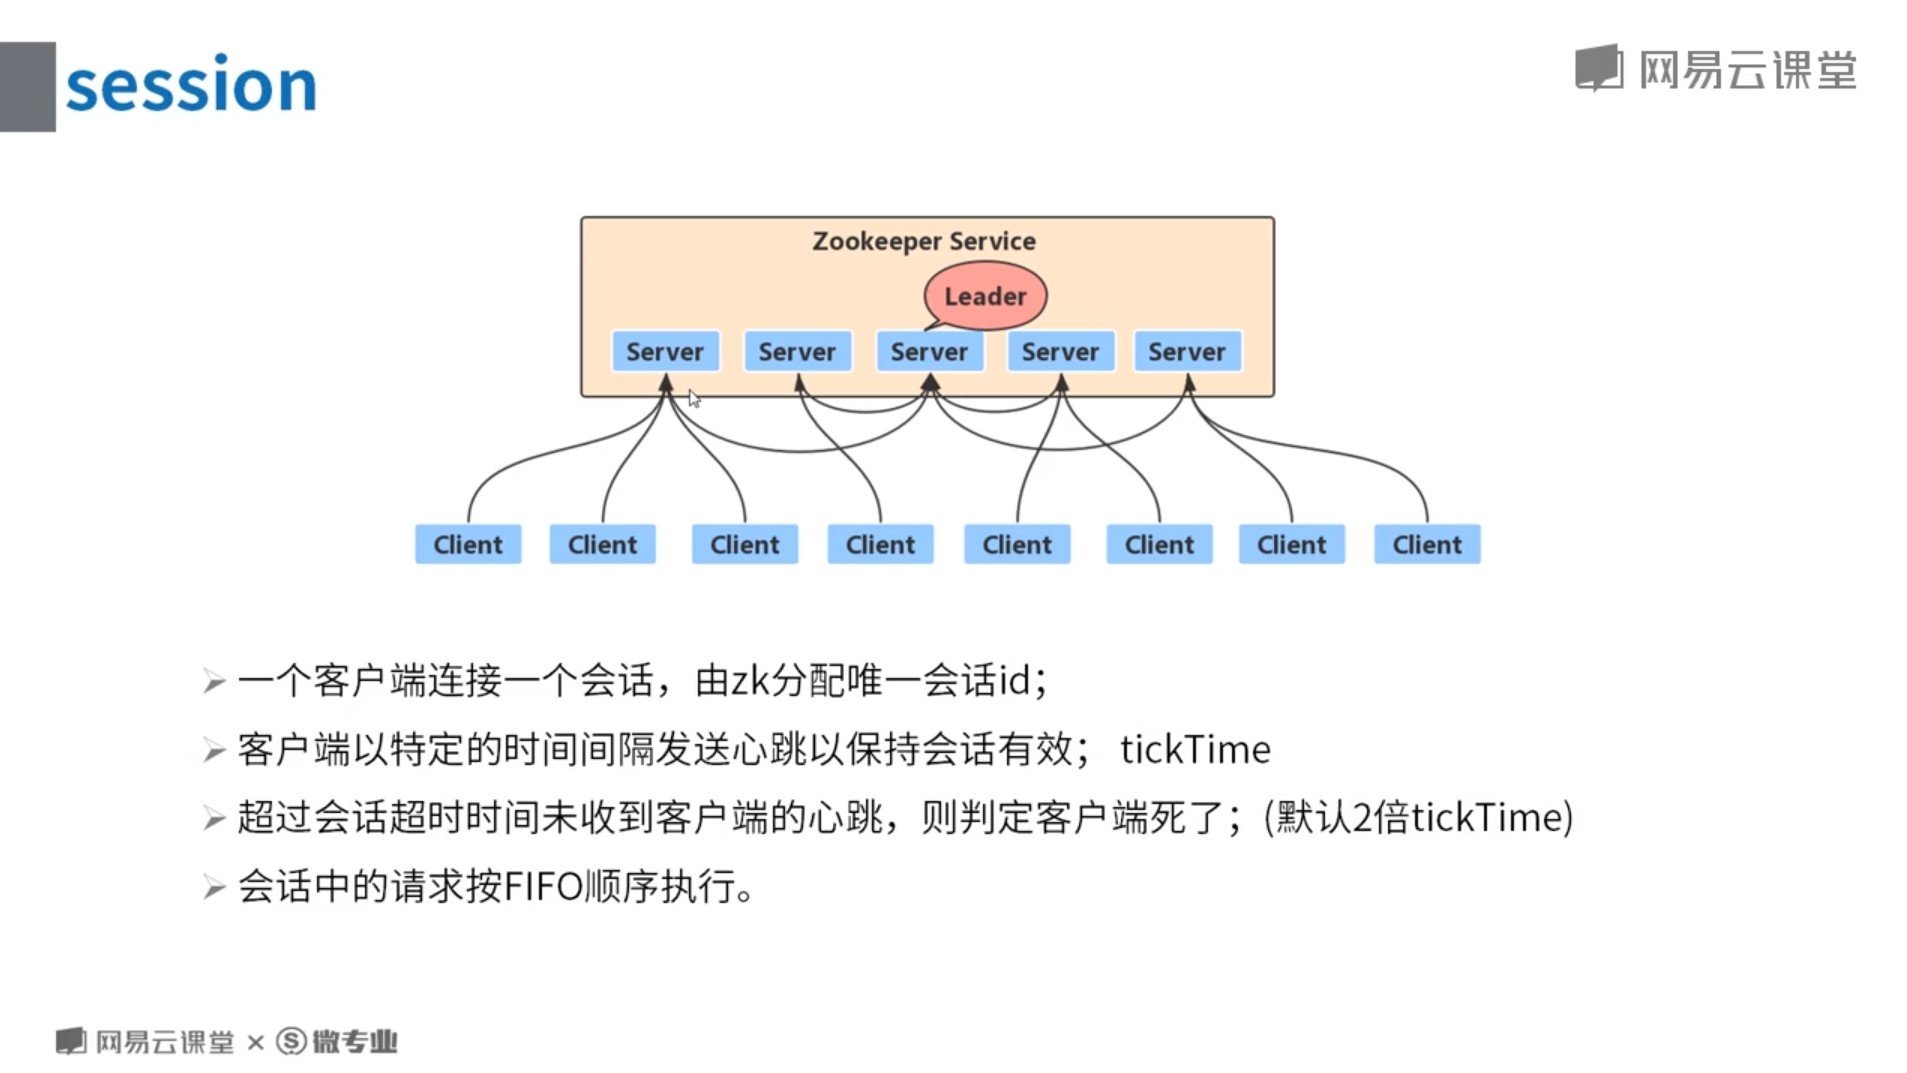 session
网易云课堂
Zookeeper Service
Leader
Server Server Server Server Server
Client Client Client Client Client Client Client Client
一个客户端连接一个会话，由zk分配唯一会话id；
客户端以特定的时间间隔发送心跳以保持会话有效； tickTime
超过会话超时时间未收到客户端的心跳，则判定客户端死了；(默认2倍tickTime)
会话中的请求按FIFO顺序执行。
网易云课堂 × S 微专业